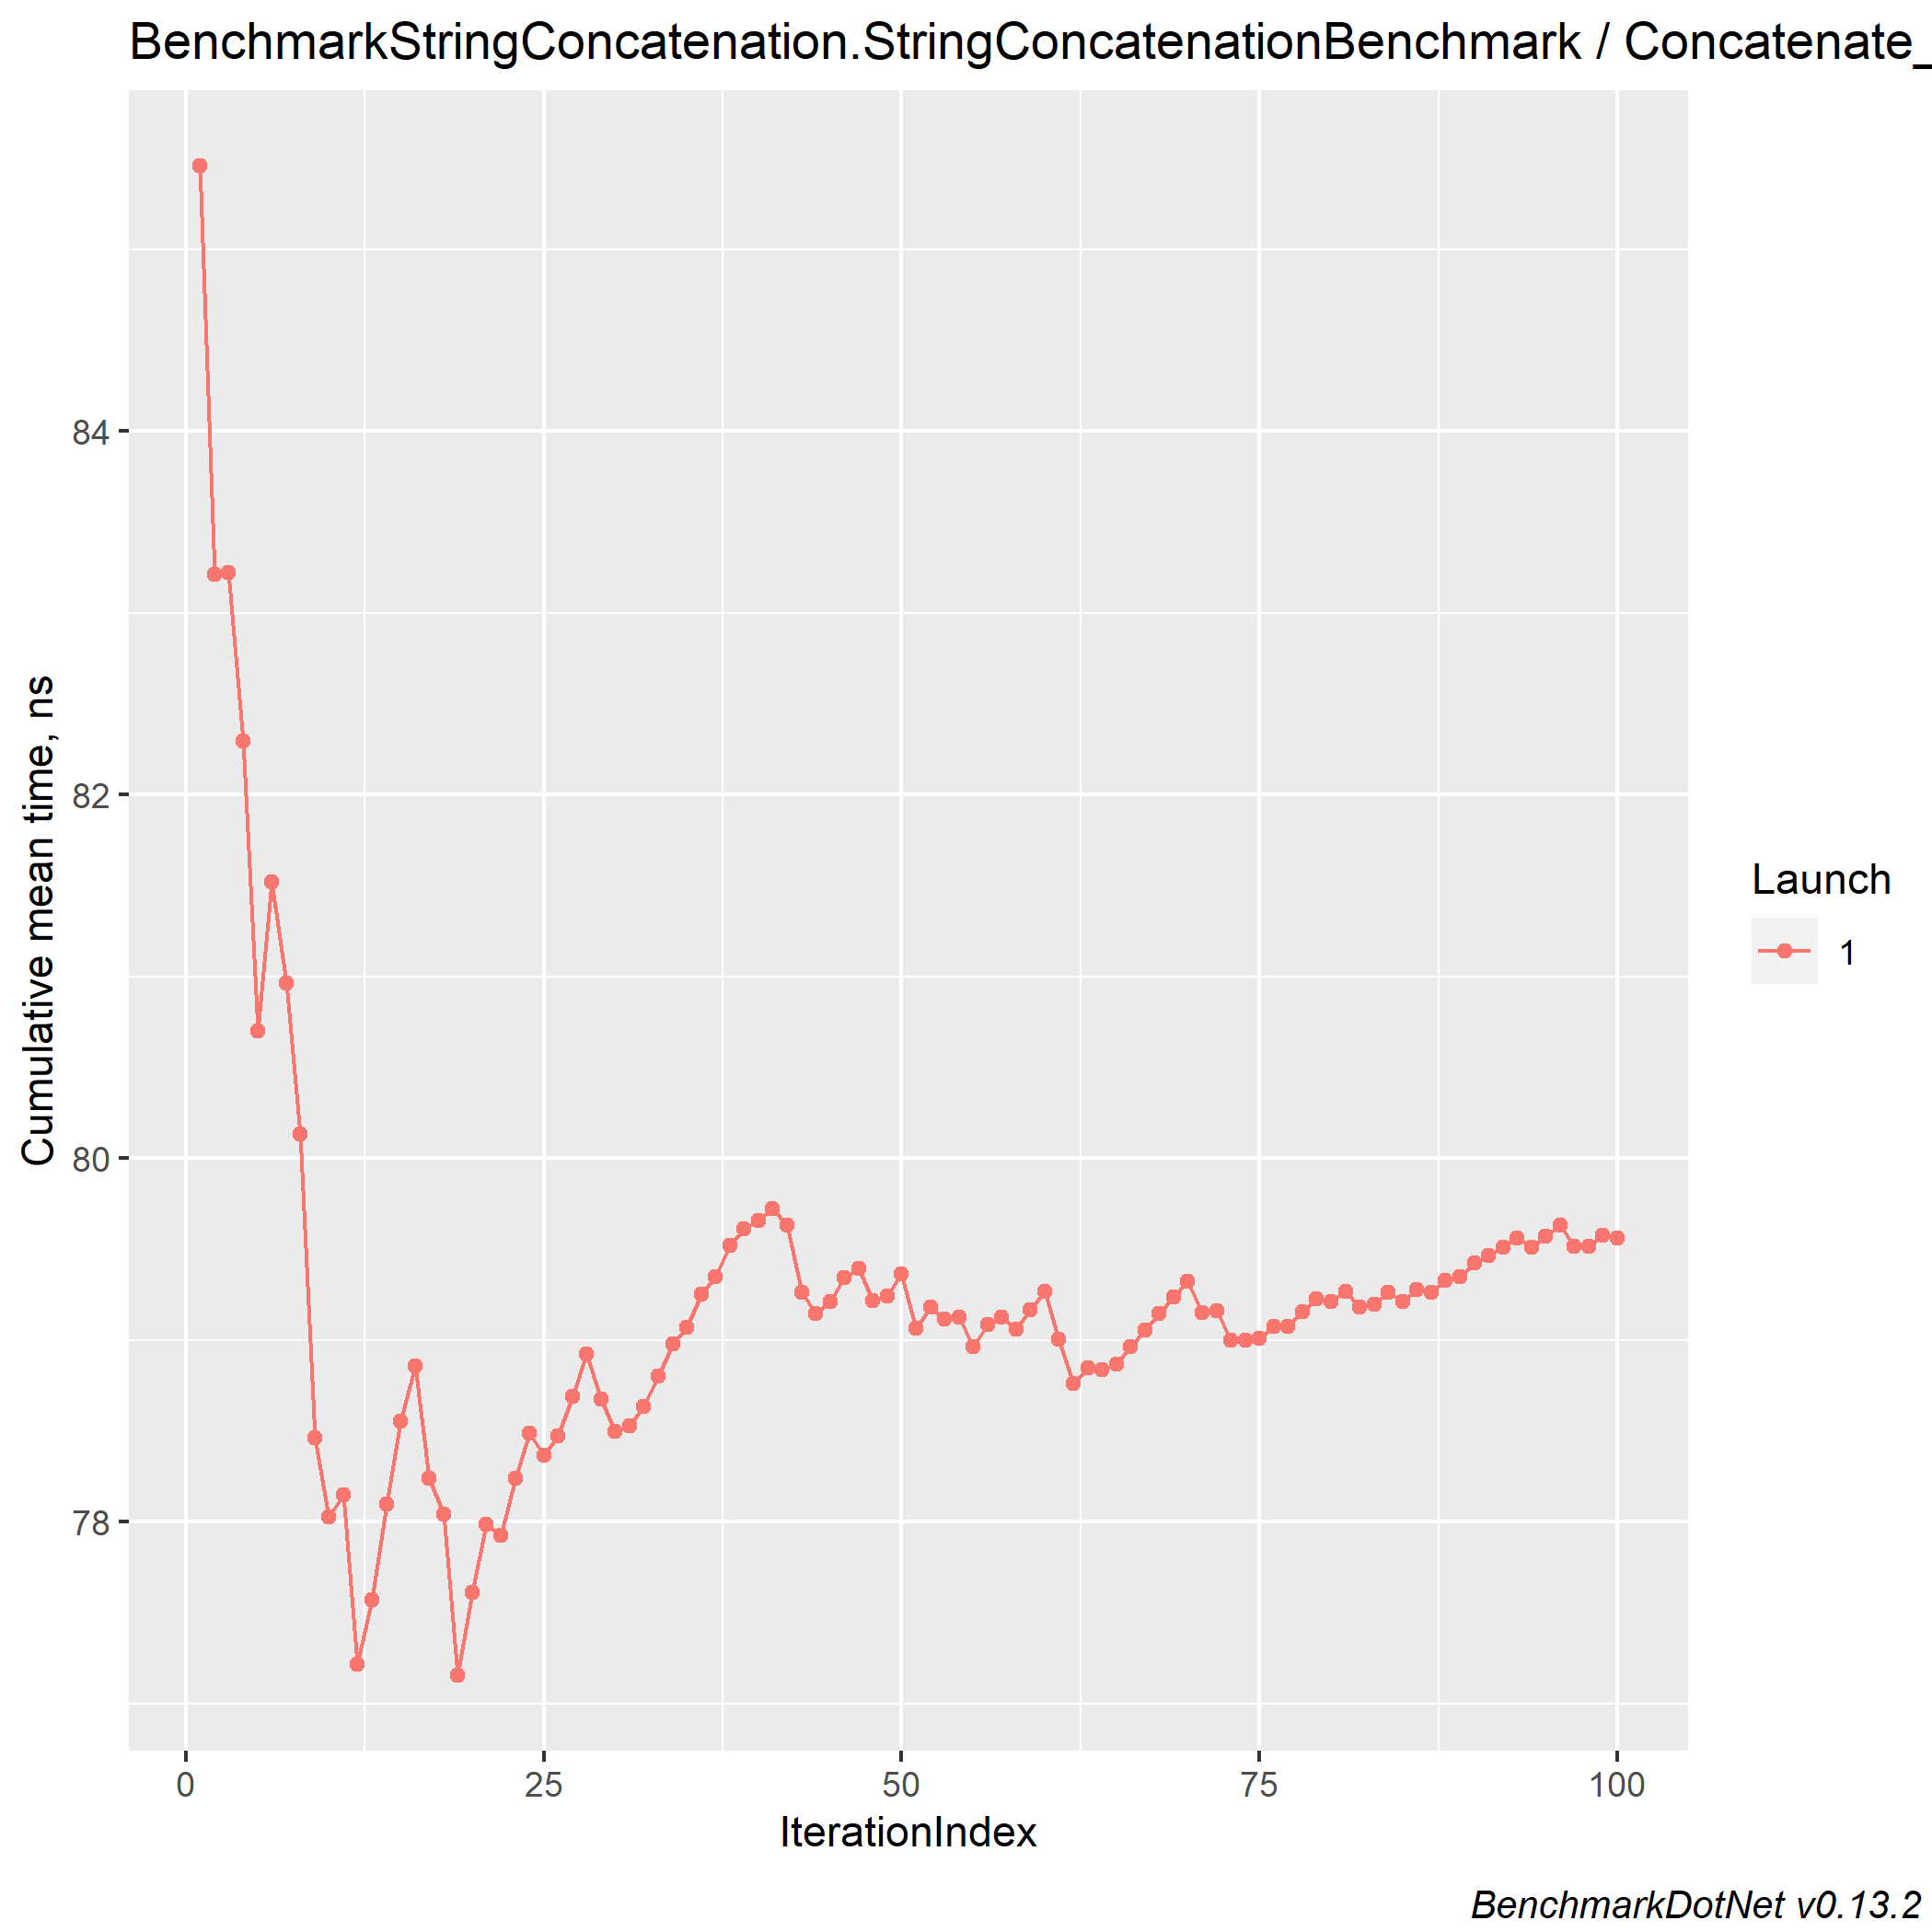 BenchmarkStringConcatenation.StringConcatenationBenchmark / Concatenate_
Cumulative mean time, ns
84
82
80
78
0 25 50 75 100
IterationIndex
Launch
1
BenchmarkDotNet v0.13.2